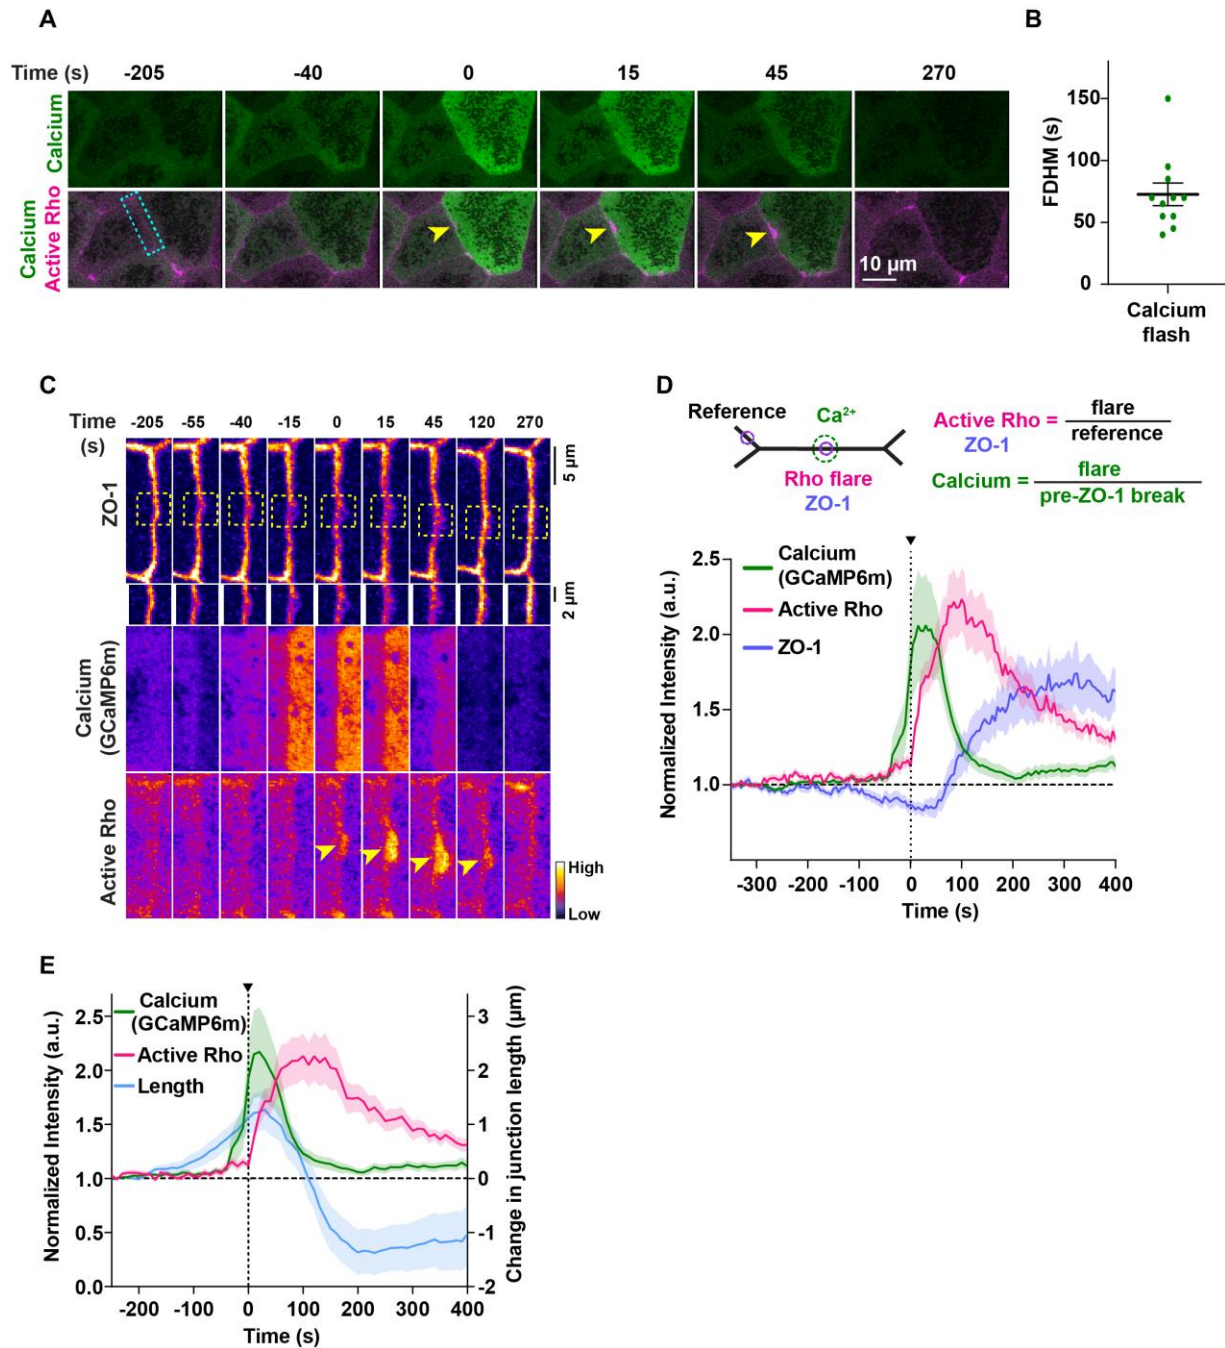 A
Time (s) -205 -40 0 15 45 270
Calcium
Calcium
Active Rho
10 µm
B
FDHM (s)
150
100
50
0
Calcium
flash
C
Time
(s)
-205 -55 -40 -15 0 15 45 120 270
ZO-1
5 µm
2 µm
Calcium
(GCaMP6m)
Active Rho
High
Low
D
Reference
Ca²⁺
Rho flare
ZO-1
Active Rho = flare
ZO-1 reference
Calcium = flare
pre-ZO-1 break
Calcium
(GCaMP6m)
Active Rho
ZO-1
Normalized Intensity (a.u.)
2.5
2.0
1.5
1.0
-300 -200 -100 0 100 200 300 400
Time (s)
E
Calcium
(GCaMP6m)
Active Rho
Length
Normalized Intensity (a.u.)
2.5
2.0
1.5
1.0
0.5
0.0
Change in junction length (µm)
3
2
1
0
-1
-2
-200 -100 0 100 200 300 400
Time (s)